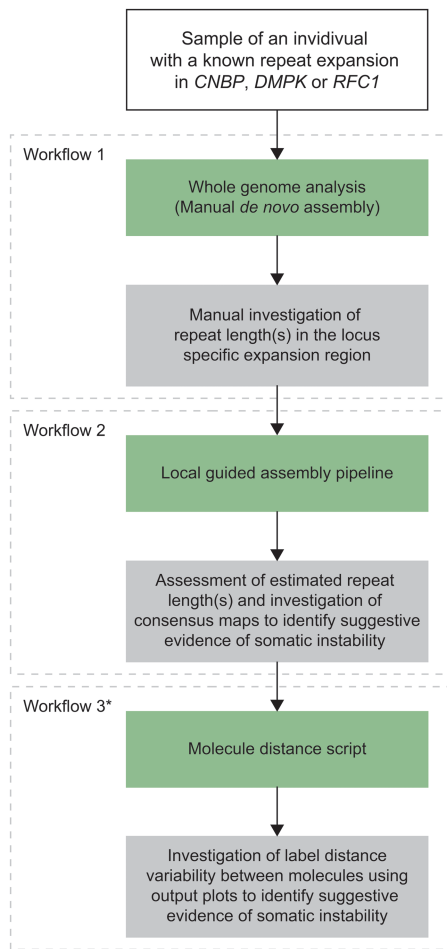 Sample of an invidivual
with a known repeat expansion
in CNBP, DMPK or RFC1
Workflow 1
Whole genome analysis
(Manual de novo assembly)
Manual investigation of
repeat length(s) in the locus
specific expansion region
Workflow 2
Local guided assembly pipeline
Assessment of estimated repeat
length(s) and investigation of
consensus maps to identify suggestive
evidence of somatic instability
Workflow 3*
Molecule distance script
Investigation of label distance
variability between molecules using
output plots to identify suggestive
evidence of somatic instability